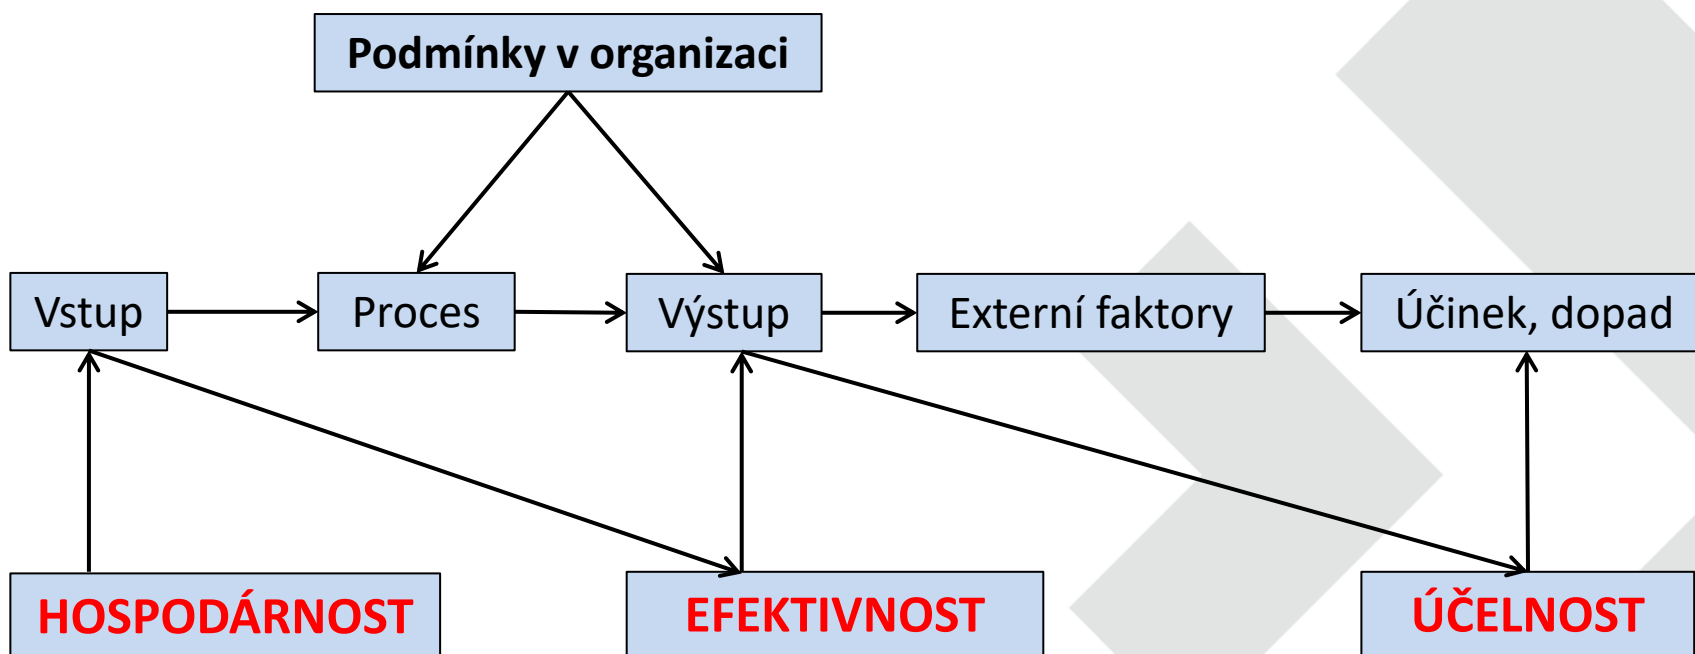 Podmínky v organizaci
Vstup
Proces
Výstup
Externí faktory
Účinek, dopad
HOSPODÁRNOST
EFEKTIVNOST
ÚČELNOST